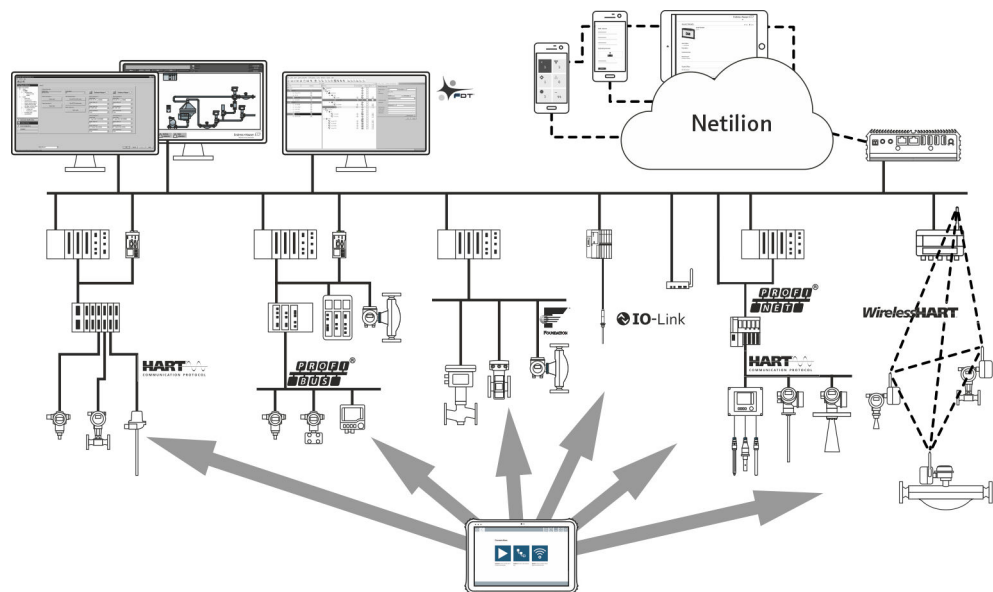 FDT
Netilion
HART
COMMUNICATION PROTOCOL
PROFI®
BUS
FOUNDATION
IO-Link
PROFI®
NET
HART
COMMUNICATION PROTOCOL
WirelessHART